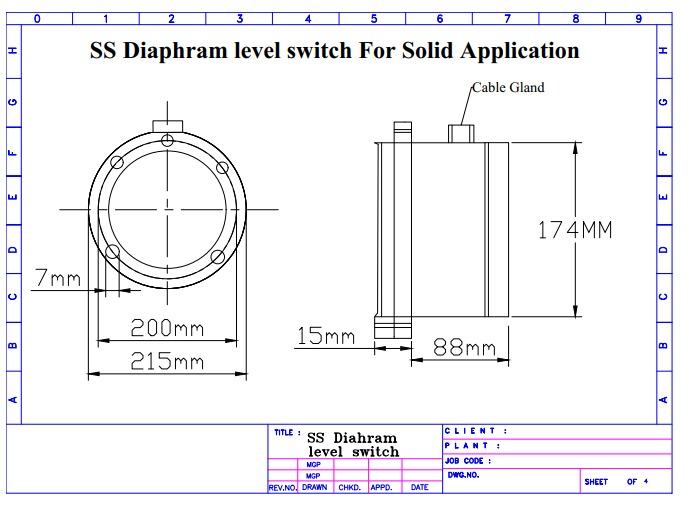 0 1 2 3 4 5 6 7 8 9
SS Diaphram level switch For Solid Application
H H
Cable Gland
G G
F F
E E
174MM
D D
7mm
C C
200mm
15mm
88mm
B B
215mm
A A
TITLE : SS Diahram
level switch
CLIENT :
PLANT :
MGP
JOB CODE :
MGP
DWG.NO.
REV.NO. DRAWN CHKD. APPD. DATE
SHEET OF 4